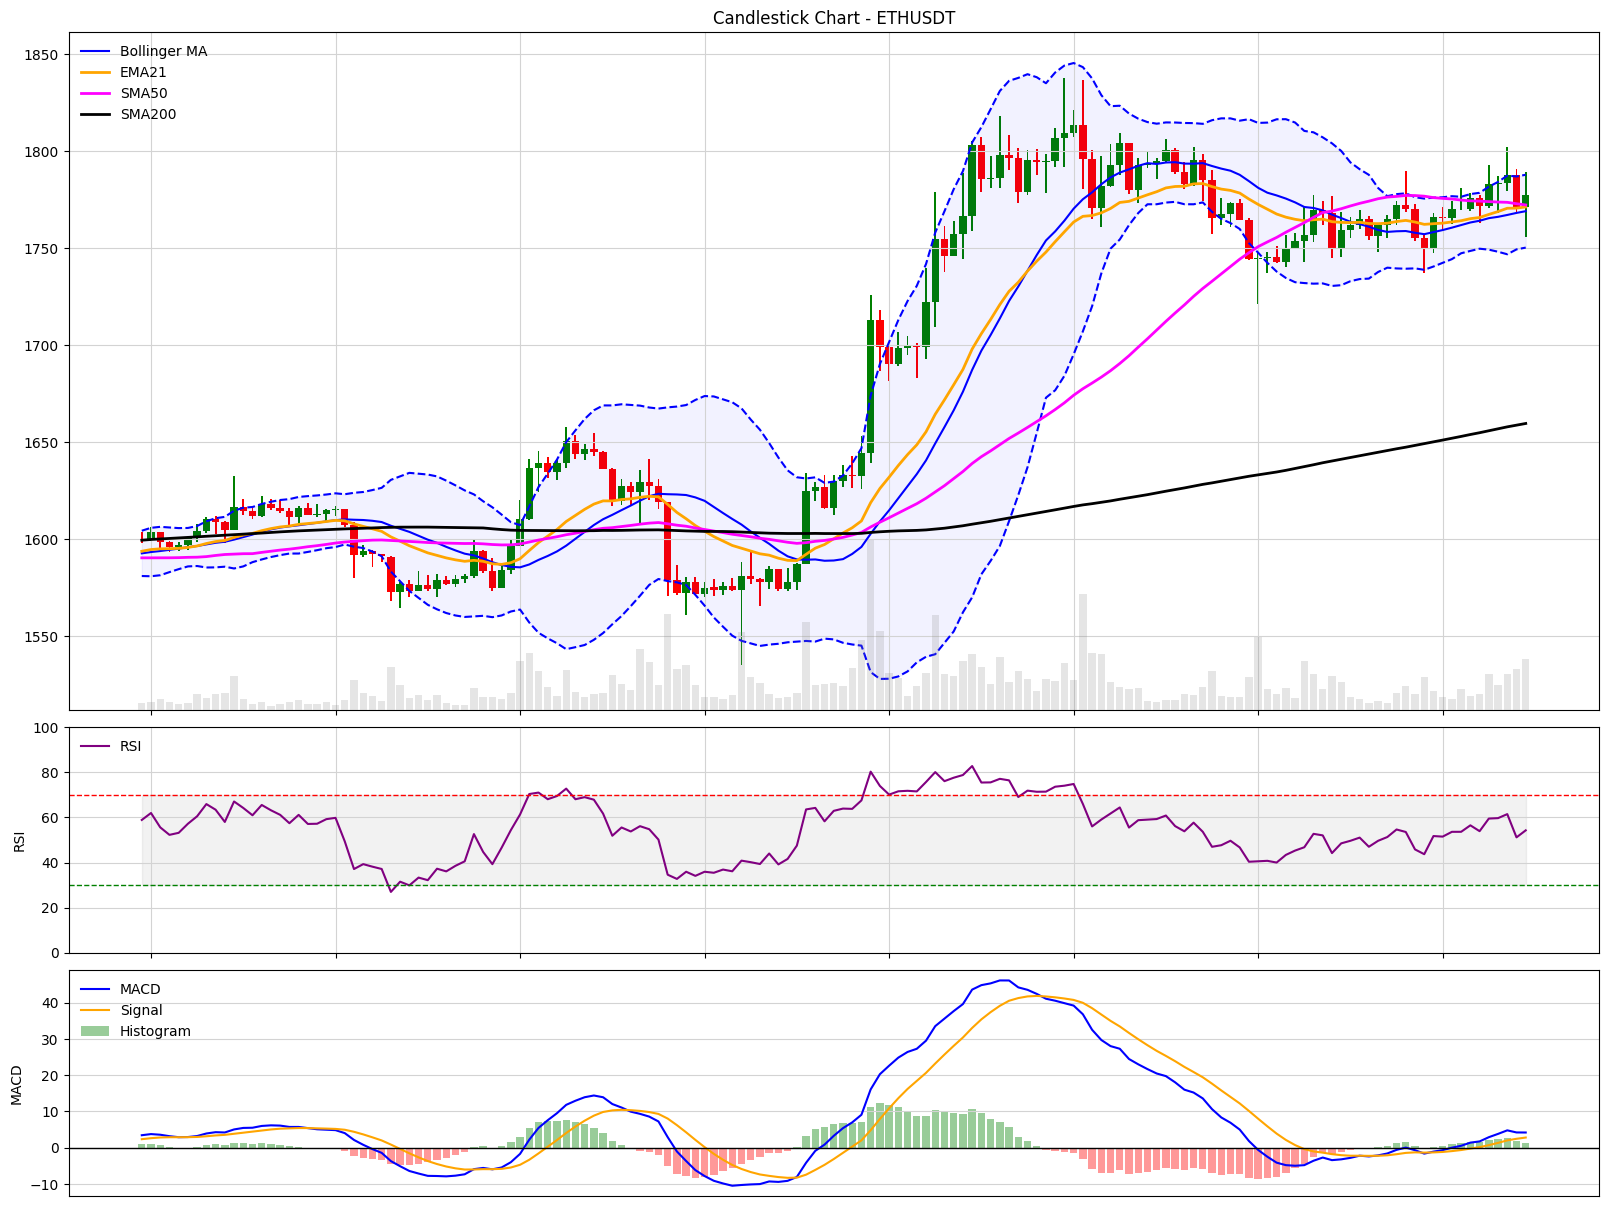 Candlestick Chart - ETHUSDT
Bollinger MA
EMA21
SMA50
SMA200
1850
1800
1750
1700
1650
1600
1550
RSI
100
80
60
40
20
0
RSI
MACD
Signal
Histogram
40
30
20
10
0
−10
MACD